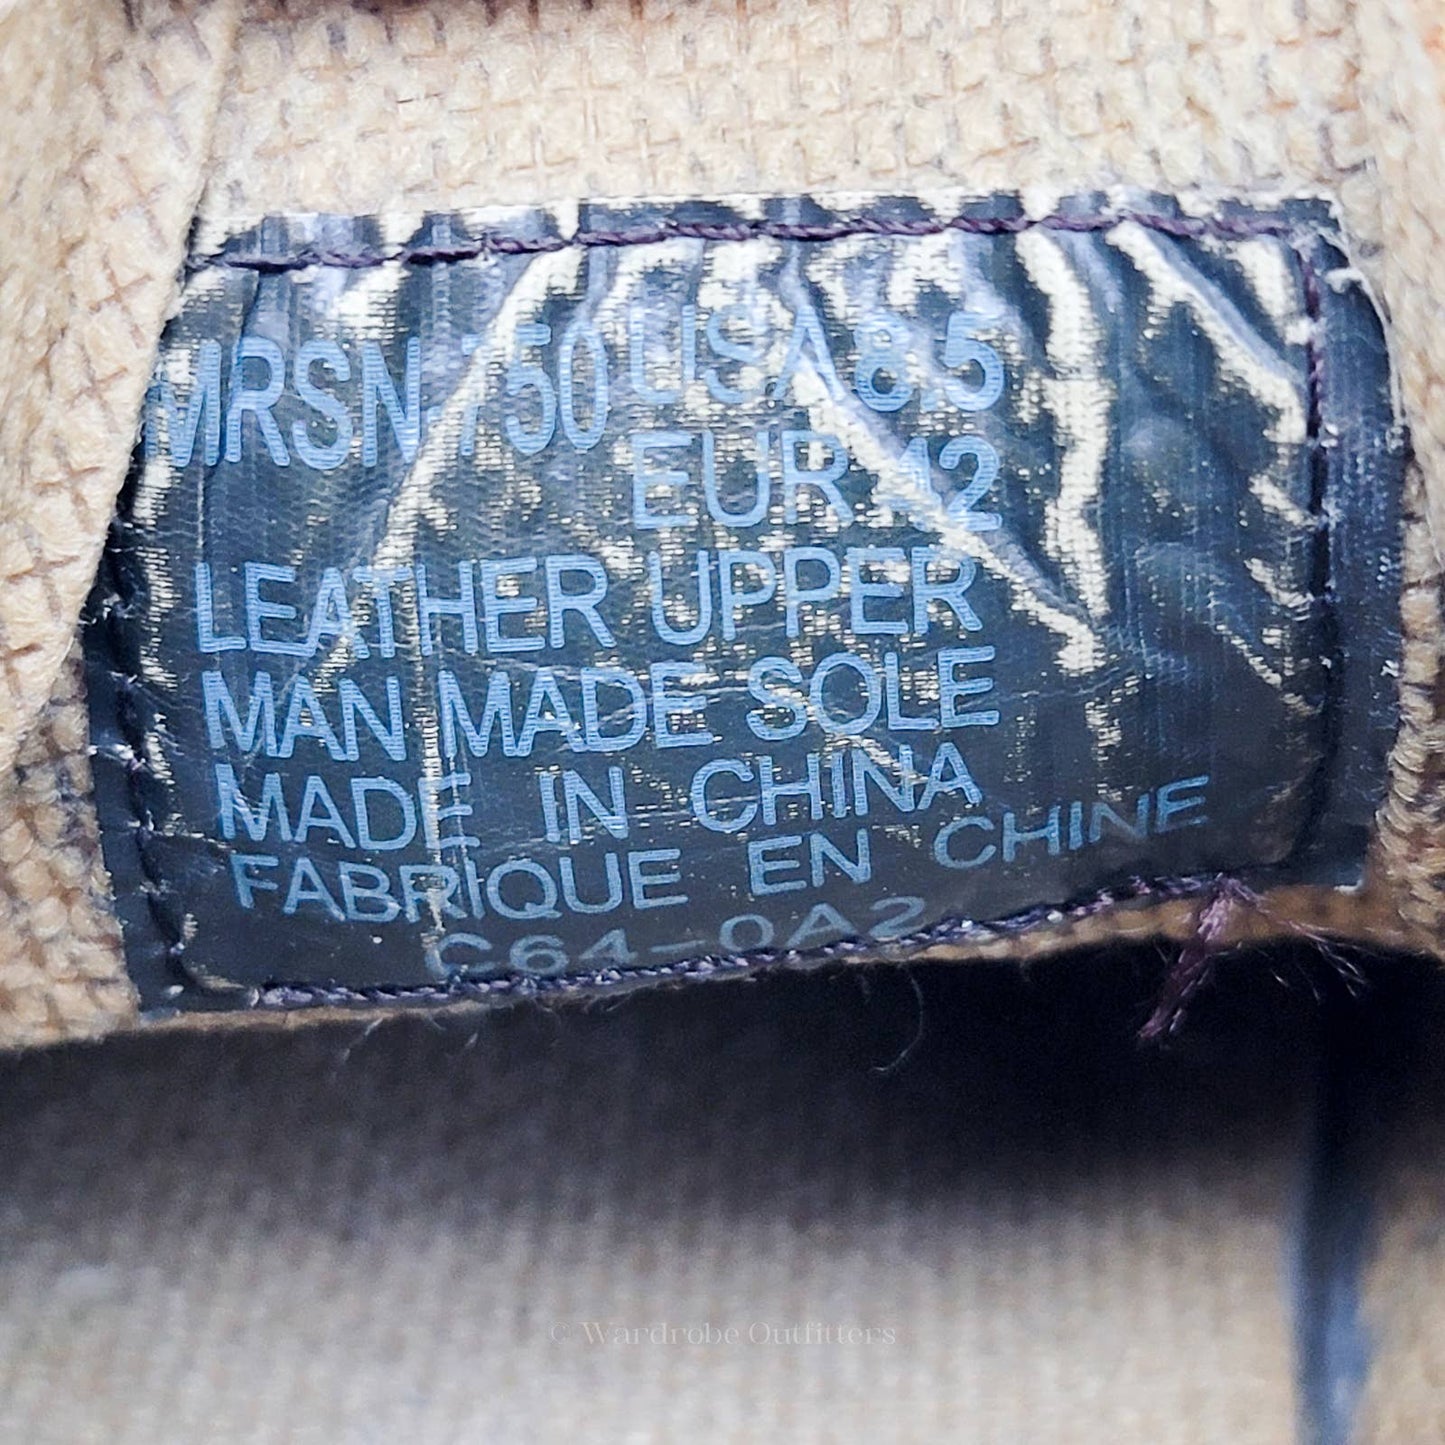 MRSN 750 USA 8.5
EUR 42
LEATHER UPPER
MAN MADE SOLE
MADE IN CHINA
FABRIQUE EN CHINE
C64-0A2
© Wardrobe Outfitters